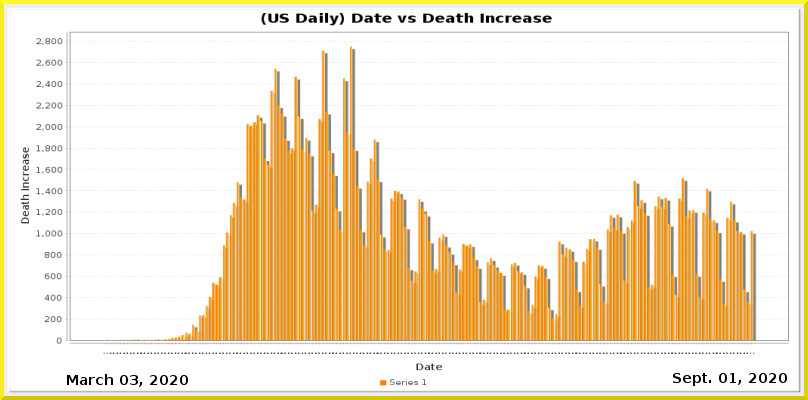 (US Daily) Date vs Death Increase
2,800
2,600
2,400
2,200
2,000
1,800
1,600
1,400
1,200
1,000
800
600
400
200
0
Death Increase
Date
March 03, 2020
Series 1
Sept. 01, 2020